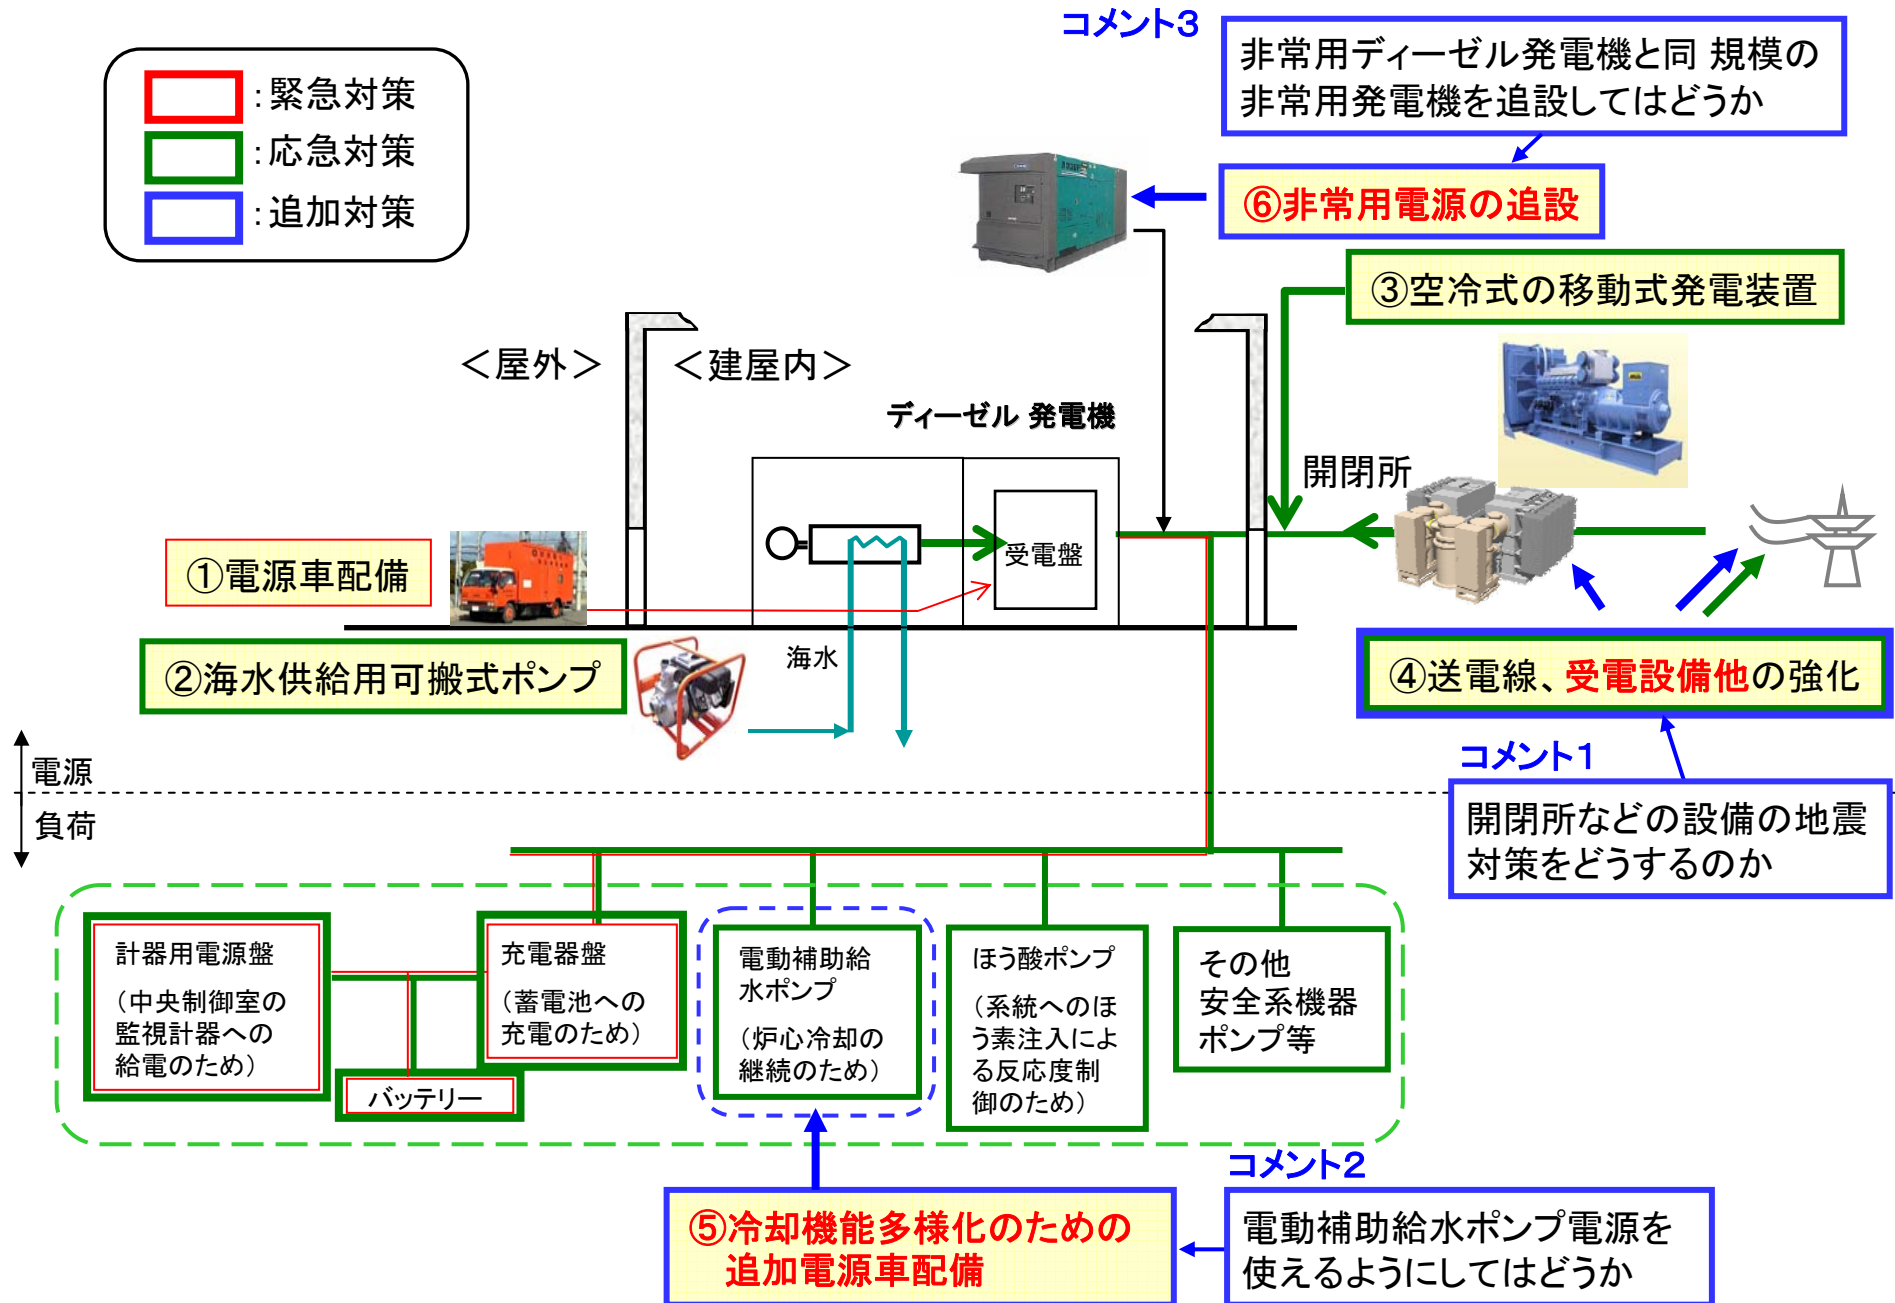 コメント3
非常用ディーゼル発電機と同 規模の
非常用発電機を追設してはどうか
:緊急対策
:応急対策
:追加対策
⑥非常用電源の追設
③空冷式の移動式発電装置
＜屋外＞
＜建屋内＞
ディーゼル 発電機
開閉所
受電盤
①電源車配備
②海水供給用可搬式ポンプ
海水
④送電線、受電設備他の強化
コメント1
開閉所などの設備の地震
対策をどうするのか
電源
負荷
計器用電源盤
（中央制御室の
監視計器への
給電のため）
充電器盤
（蓄電池への
充電のため）
バッテリー
電動補助給
水ポンプ
（炉心冷却の
継続のため）
ほう酸ポンプ
（系統へのほ
う素注入によ
る反応度制
御のため）
その他
安全系機器
ポンプ等
コメント2
⑤冷却機能多様化のための
追加電源車配備
電動補助給水ポンプ電源を
使えるようにしてはどうか